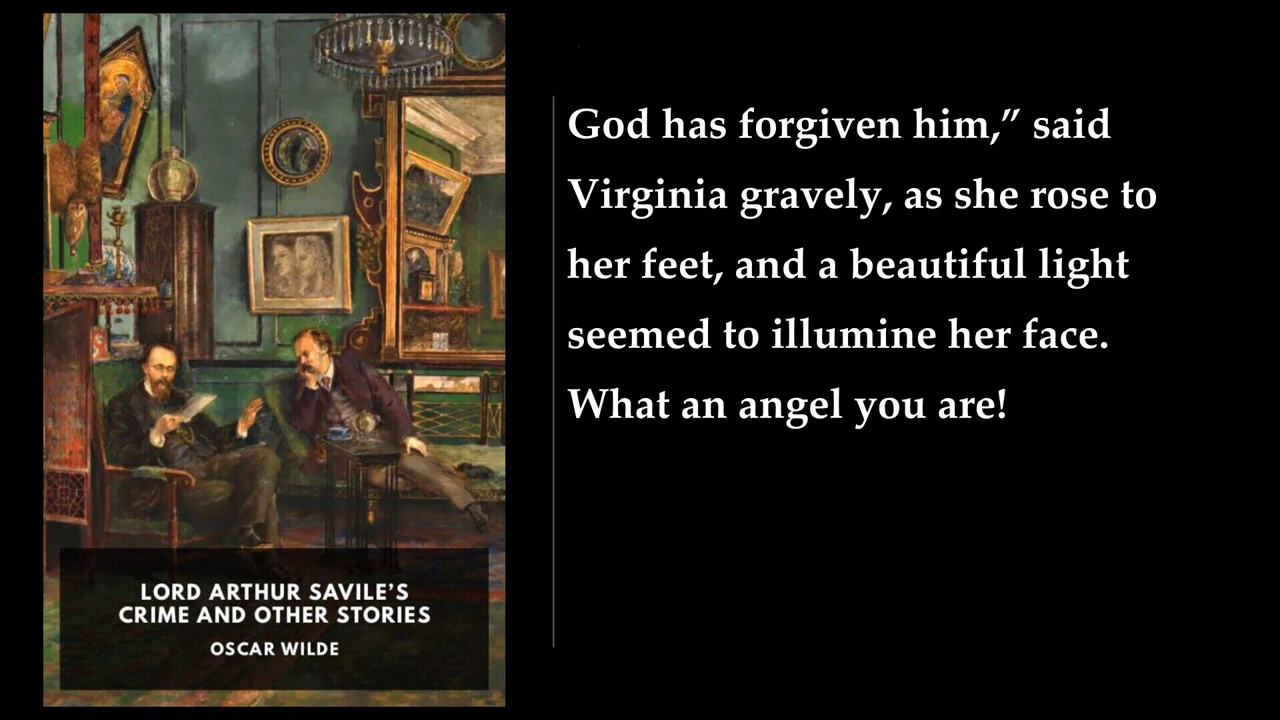 God has forgiven him,” said
Virginia gravely, as she rose to
her feet, and a beautiful light
seemed to illumine her face.
What an angel you are!
LORD ARTHUR SAVILE’S
CRIME AND OTHER STORIES
OSCAR WILDE